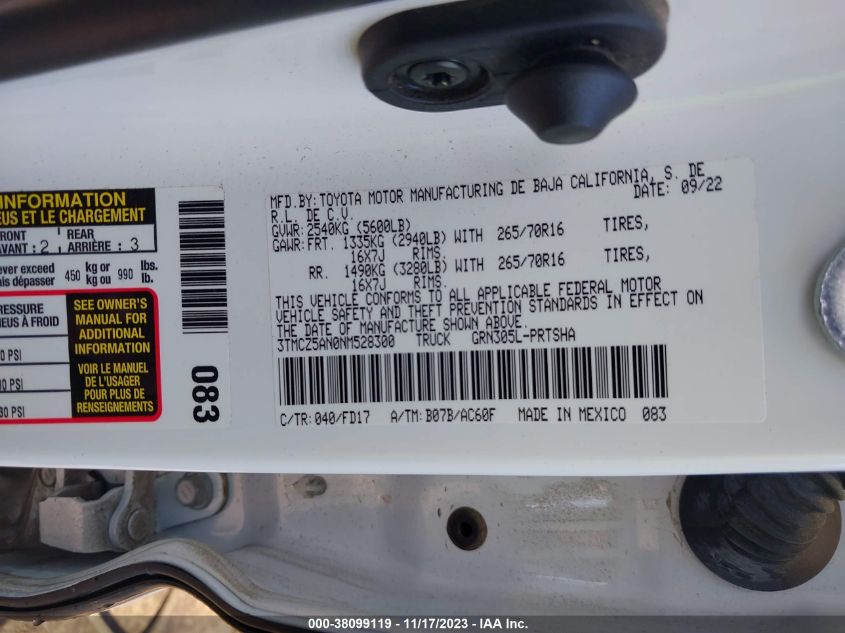 INFORMATION
EUS ET LE CHARGEMENT
FRONT
AVANT : 2
REAR
ARRIÈRE : 3
ever exceed
ais dépasser
450 kg or
kg ou 990 lbs.
lb.
PRESSURE
NEUS À FROID
0 PSI
30 PSI
SEE OWNER'S
MANUAL FOR
ADDITIONAL
INFORMATION
VOIR LE MANUEL
DE L'USAGER
POUR PLUS DE
RENSEIGNEMENTS
083
MFD.BY:TOYOTA MOTOR MANUFACTURING DE BAJA CALIFORNIA, S. DE
R.L. DE C.V. DATE: 09/22
GVWR:2540KG (5600LB)
GAWR:FRT. 1335KG (2940LB) WITH 265/70R16 TIRES,
16X7J RIMS.
RR. 1490KG (3280LB) WITH 265/70R16 TIRES,
16X7J RIMS.
THIS VEHICLE CONFORMS TO ALL APPLICABLE FEDERAL MOTOR
VEHICLE SAFETY AND THEFT PREVENTION STANDARDS IN EFFECT ON
THE DATE OF MANUFACTURE SHOWN ABOVE.
3TMCZ5AN0NM528300 TRUCK GRN305L-PRTSHA
C/TR:040/FD17 A/TM:B07B/AC60F MADE IN MEXICO 083
000-38099119 - 11/17/2023 - IAA Inc.